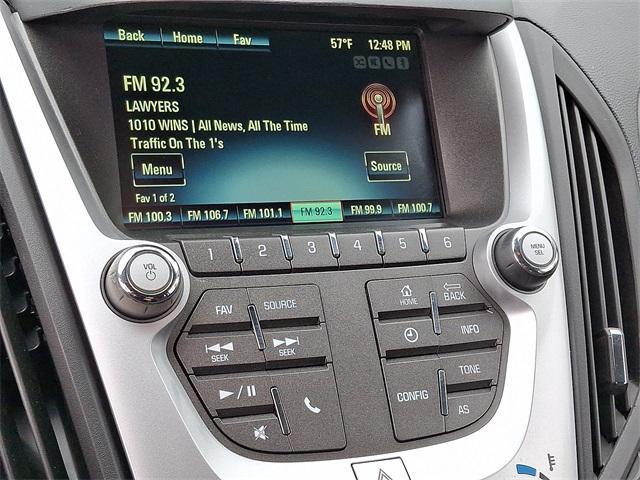 Back Home Fav 57°F 12:48 PM
FM 92.3
LAWYERS
1010 WINS | All News, All The Time
Traffic On The 1's
FM
Menu Source
Fav 1 of 2
FM 100.3 FM 106.7 FM 101.1 FM 92.3 FM 99.9 FM 100.7
1 2 3 4 5 6
VOL
MENU
SEL
FAV SOURCE
HOME BACK
SEEK SEEK
INFO
TONE
CONFIG
AS